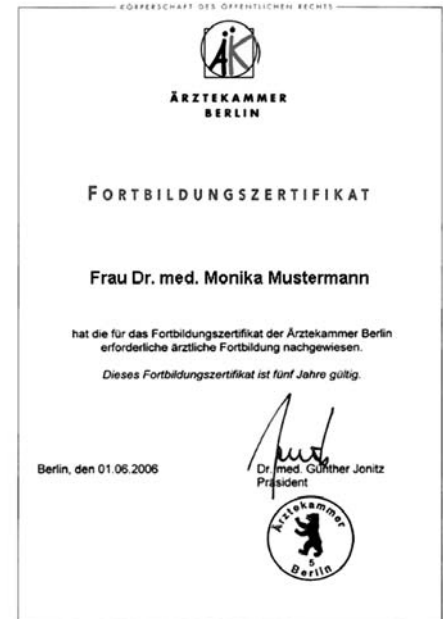 KÖRPERSCHAFT DES ÖFFENTLICHEN RECHTS
ÄK
ÄRZTEKAMMER
BERLIN
FORTBILDUNGSZERTIFIKAT
Frau Dr. med. Monika Mustermann
hat die für das Fortbildungszertifikat der Ärztekammer Berlin
erforderliche ärztliche Fortbildung nachgewiesen.
Dieses Fortbildungszertifikat ist fünf Jahre gültig.
Berlin, den 01.06.2006
Dr. med. Günther Jonitz
Präsident
Ärztekammer
5
Berlin